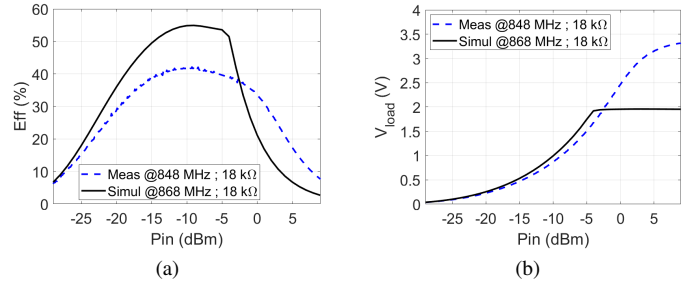 60
50
40
30
20
10
0
Eff (%)
Meas @848 MHz ; 18 kΩ
Simul @868 MHz ; 18 kΩ
-25 -20 -15 -10 -5 0 5
Pin (dBm)
(a)
4
3.5
3
2.5
2
1.5
1
0.5
0
V_load (V)
Meas @848 MHz ; 18 kΩ
Simul @868 MHz ; 18 kΩ
-25 -20 -15 -10 -5 0 5
Pin (dBm)
(b)